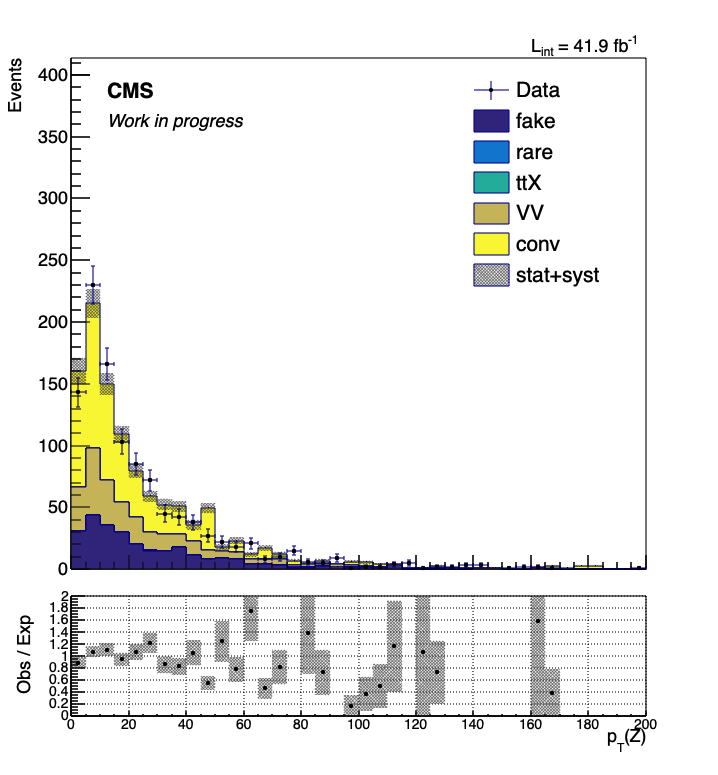 L_int = 41.9 fb⁻¹
Events
400
350
300
250
200
150
100
50
0
CMS
Work in progress
Data
fake
rare
ttX
VV
conv
stat+syst
Obs / Exp
2
1.8
1.6
1.4
1.2
1
0.8
0.6
0.4
0.2
0
0 20 40 60 80 100 120 140 160 180 200
p_T(Z)